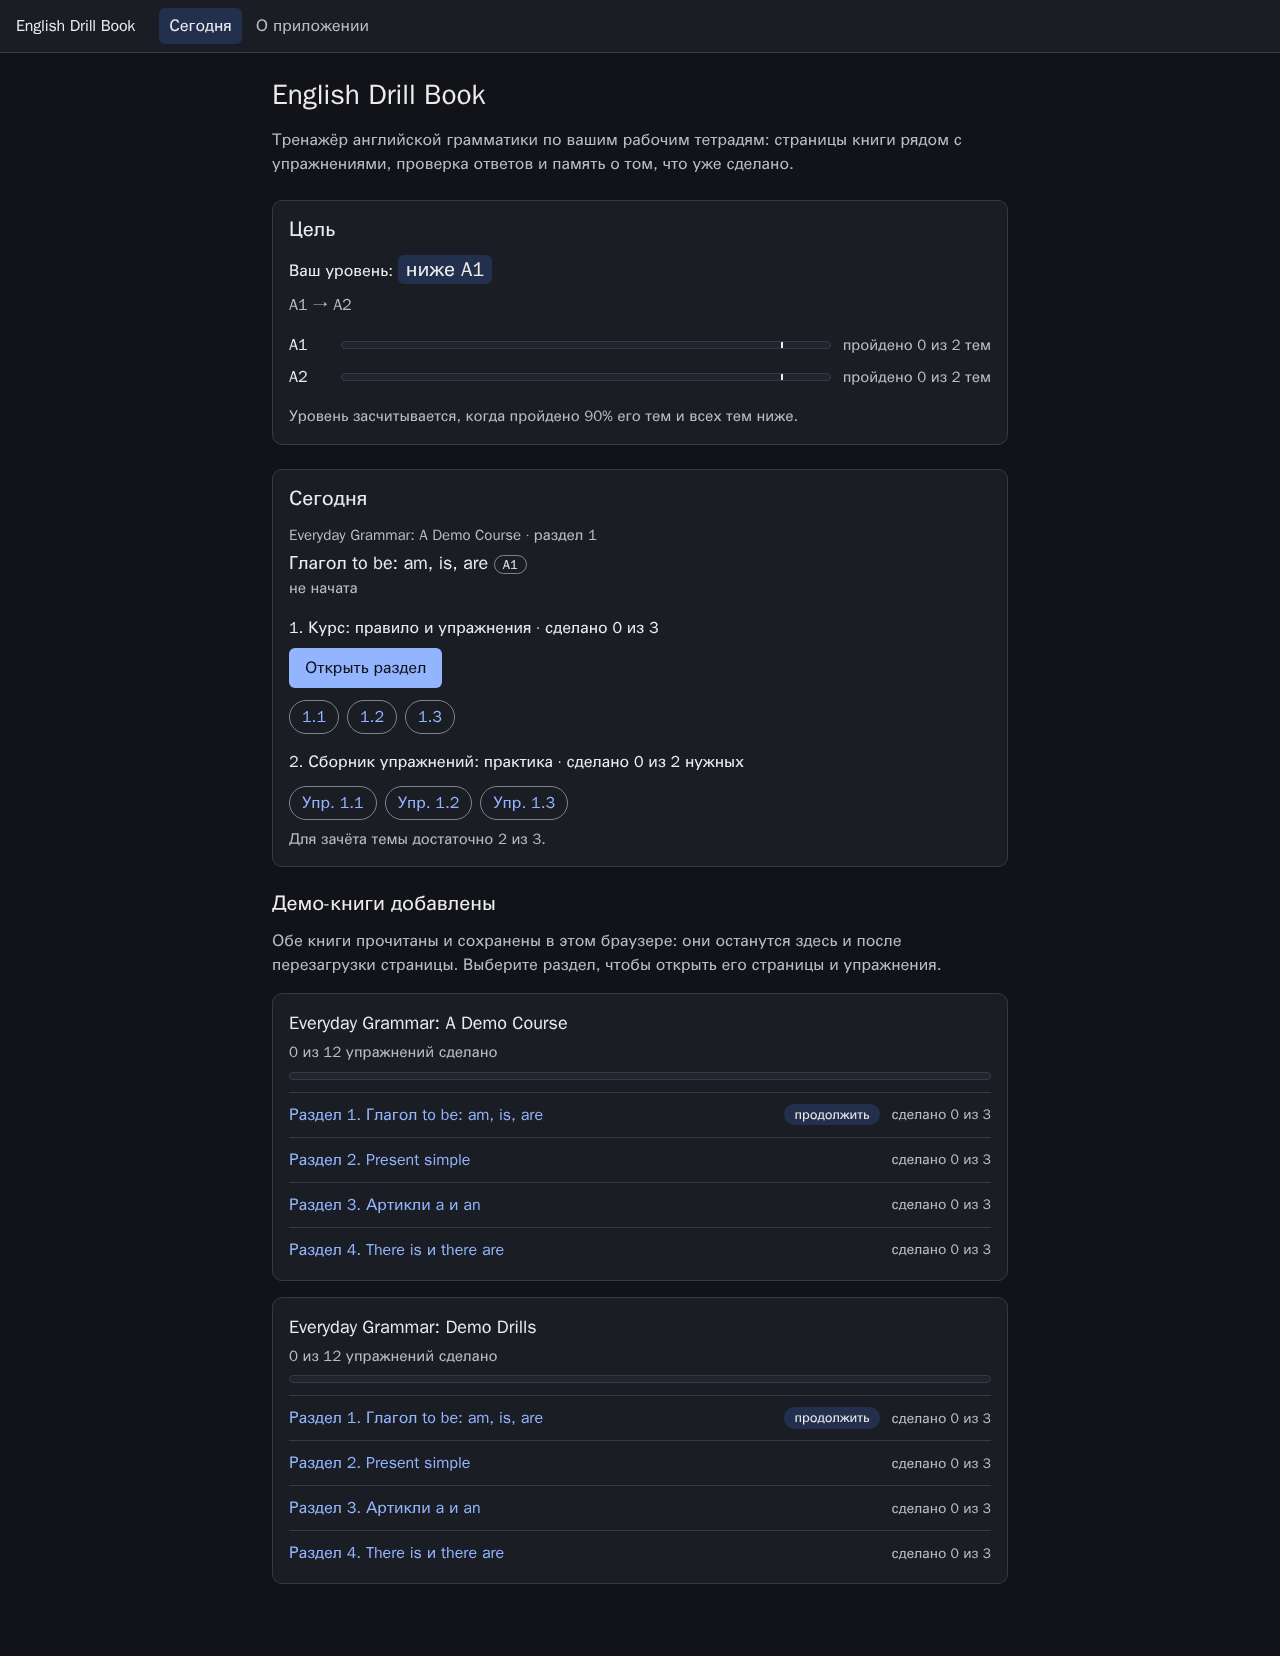 English Drill Book
Сегодня
О приложении
English Drill Book
Тренажёр английской грамматики по вашим рабочим тетрадям: страницы книги рядом с
упражнениями, проверка ответов и память о том, что уже сделано.
Цель
Ваш уровень: ниже A1
A1 → A2
A1 пройдено 0 из 2 тем
A2 пройдено 0 из 2 тем
Уровень засчитывается, когда пройдено 90% его тем и всех тем ниже.
Сегодня
Everyday Grammar: A Demo Course · раздел 1
Глагол to be: am, is, are A1
не начата
1. Курс: правило и упражнения · сделано 0 из 3
Открыть раздел
1.1 1.2 1.3
2. Сборник упражнений: практика · сделано 0 из 2 нужных
Упр. 1.1 Упр. 1.2 Упр. 1.3
Для зачёта темы достаточно 2 из 3.
Демо-книги добавлены
Обе книги прочитаны и сохранены в этом браузере: они останутся здесь и после
перезагрузки страницы. Выберите раздел, чтобы открыть его страницы и упражнения.
Everyday Grammar: A Demo Course
0 из 12 упражнений сделано
Раздел 1. Глагол to be: am, is, are продолжить сделано 0 из 3
Раздел 2. Present simple сделано 0 из 3
Раздел 3. Артикли a и an сделано 0 из 3
Раздел 4. There is и there are сделано 0 из 3
Everyday Grammar: Demo Drills
0 из 12 упражнений сделано
Раздел 1. Глагол to be: am, is, are продолжить сделано 0 из 3
Раздел 2. Present simple сделано 0 из 3
Раздел 3. Артикли a и an сделано 0 из 3
Раздел 4. There is и there are сделано 0 из 3